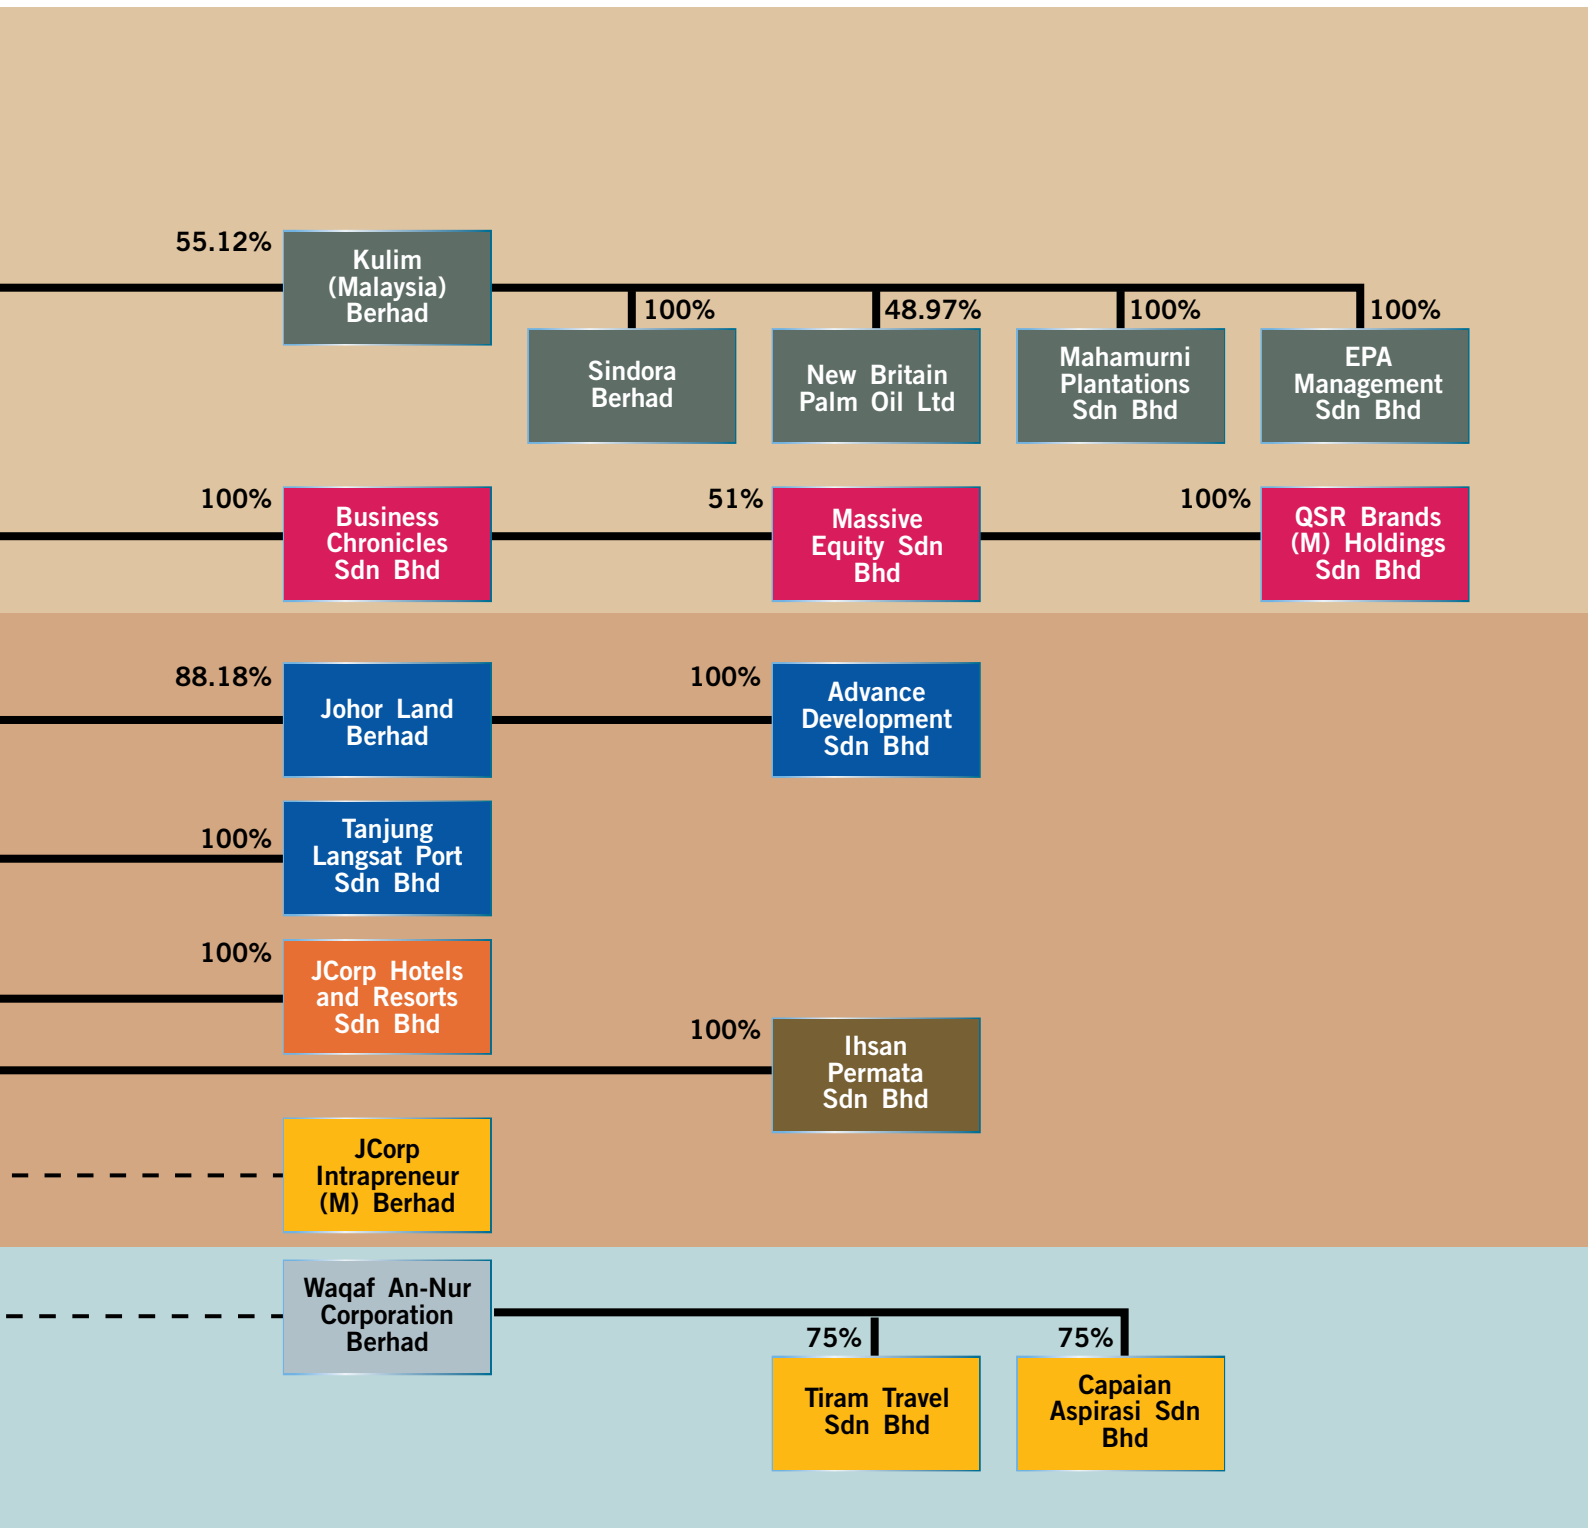 55.12%
Kulim
(Malaysia)
Berhad
100%
48.97%
100%
100%
Sindora
Berhad
New Britain
Palm Oil Ltd
Mahamurni
Plantations
Sdn Bhd
EPA
Management
Sdn Bhd
100%
Business
Chronicles
Sdn Bhd
51%
Massive
Equity Sdn
Bhd
100%
QSR Brands
(M) Holdings
Sdn Bhd
88.18%
Johor Land
Berhad
100%
Advance
Development
Sdn Bhd
100%
Tanjung
Langsat Port
Sdn Bhd
100%
JCorp Hotels
and Resorts
Sdn Bhd
100%
Ihsan
Permata
Sdn Bhd
JCorp
Intrapreneur
(M) Berhad
Waqaf An-Nur
Corporation
Berhad
75%
75%
Tiram Travel
Sdn Bhd
Capaian
Aspirasi Sdn
Bhd